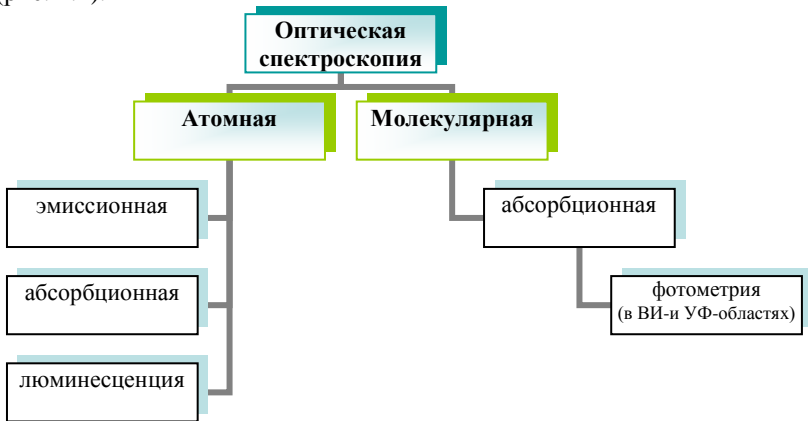 Оптическая
спектроскопия
Атомная
Молекулярная
эмиссионная
абсорбционная
абсорбционная
фотометрия
(в ВИ-и УФ-областях)
люминесценция